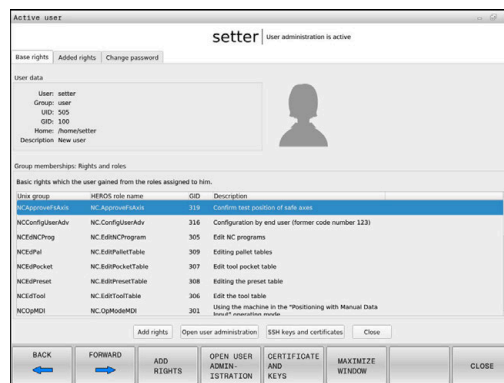 Active user
setter User administration is active
Base rights Added rights Change password
User data
User: setter
Group: user
UID: 505
GID: 100
Home: /home/setter
Description New user
Group memberships: Rights and roles
Basic rights which the user gained from the roles assigned to him.
Unix group HEROS role name GID Description
NCApproveFsAxis NC.ApproveFsAxis 319 Confirm test position of safe axes
NCConfigUserAdv NC.ConfigUserAdv 316 Configuration by end user (former code number 123)
NCEdNCProg NC.EditNCProgram 305 Edit NC programs
NCEdPal NC.EditPalletTable 309 Editing pallet tables
NCEdPocket NC.EditPocketTable 307 Edit tool pocket table
NCEdPreset NC.EditPresetTable 308 Editing the preset table
NCEdTool NC.EditToolTable 306 Edit the tool table
NCOpMDI NC.OpModeMDI 301 Using the machine in the "Positioning with Manual Data
Input" operating mode
Add rights Open user administration SSH keys and certificates Close
BACK FORWARD ADD RIGHTS OPEN USER ADMIN- ISTRATION CERTIFICATE AND KEYS MAXIMIZE WINDOW CLOSE